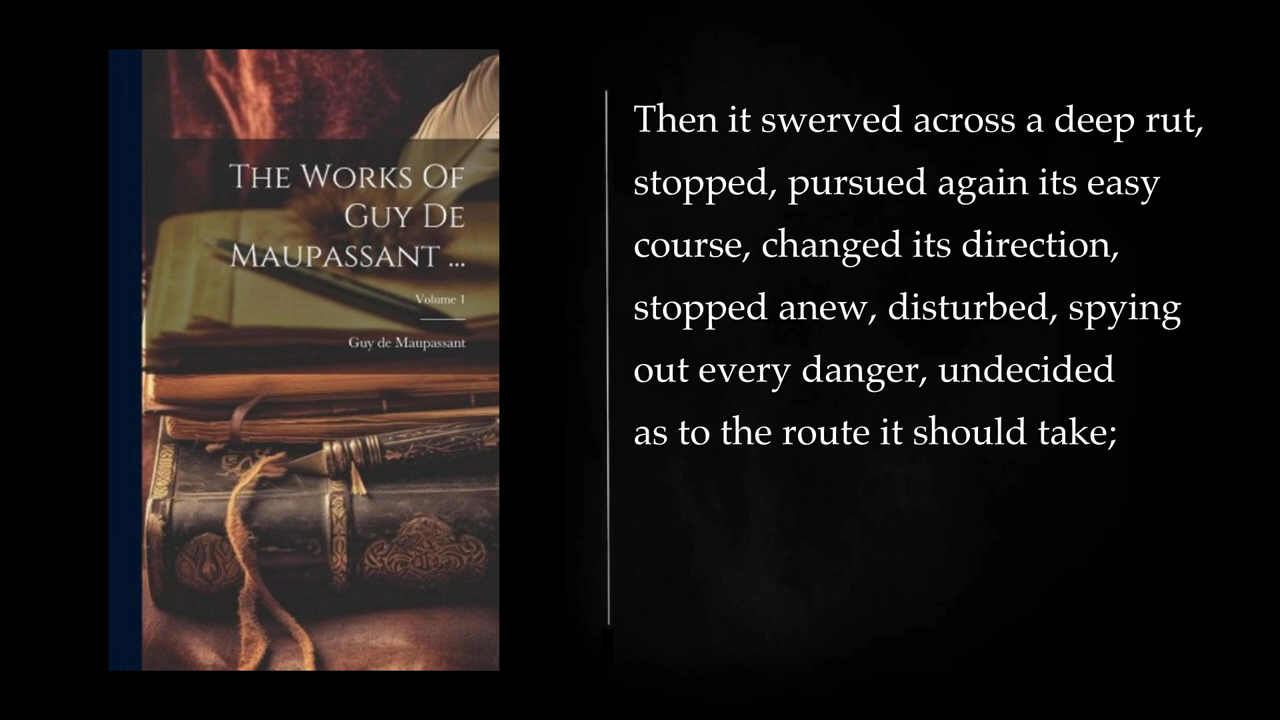 The Works Of
Guy De
Maupassant ...
Volume 1
Guy de Maupassant
Then it swerved across a deep rut,
stopped, pursued again its easy
course, changed its direction,
stopped anew, disturbed, spying
out every danger, undecided
as to the route it should take;